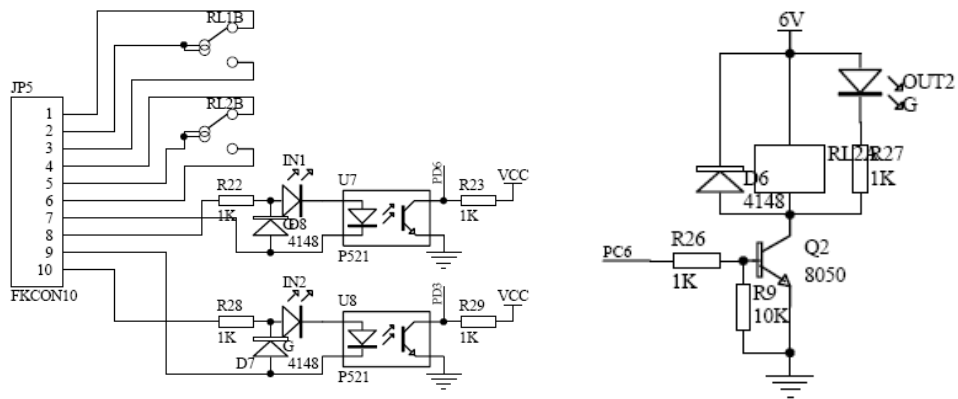 RL1B
JP5
1
2
3
4
5
6
7
8
9
10
FKCON10
RL2B
IN1
R22
1K
G
D8
4148
U7
P521
PD6
R23
1K
VCC
IN2
R28
1K
G
D7
4148
U8
P521
PD3
R29
1K
VCC
6V
OUT2
G
RL2A
R27
1K
D6
4148
PC6
R26
1K
Q2
8050
R9
10K